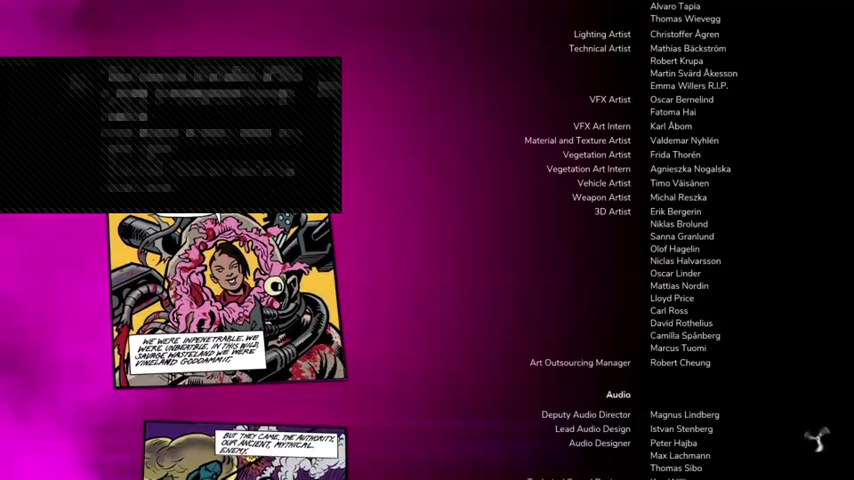 Alvaro Tapia
Thomas Wievegg
Lighting Artist Christoffer Ågren
Technical Artist Mathias Bäckström
Robert Krupa
Martin Svärd Åkesson
Emma Willers R.I.P.
VFX Artist Oscar Bernelind
Fatoma Hai
VFX Art Intern Karl Åbom
Material and Texture Artist Valdemar Nyhlén
Vegetation Artist Frida Thorén
Vegetation Art Intern Agnieszka Nogalska
Vehicle Artist Timo Väisänen
Weapon Artist Michal Reszka
3D Artist Erik Bergerin
Niklas Brolund
Sanna Granlund
Olof Hagelin
Niclas Halvarsson
Oscar Linder
Mattias Nordin
Lloyd Price
Carl Ross
David Rothelius
Camilla Spånberg
Marcus Tuomi
Art Outsourcing Manager Robert Cheung
Audio
Deputy Audio Director Magnus Lindberg
Lead Audio Design Istvan Stenberg
Audio Designer Peter Hajba
Max Lachmann
Thomas Sibo
WE WERE INPENETRABLE. WE
WERE UNBEATBLE. IN THIS WILD,
SAVAGE WASTELAND WE WERE
VINELAND GODDAMMIT.
BUT THEY CAME, THE AUTHORITY,
OUR ANCIENT, MYTHICAL
ENEMY.